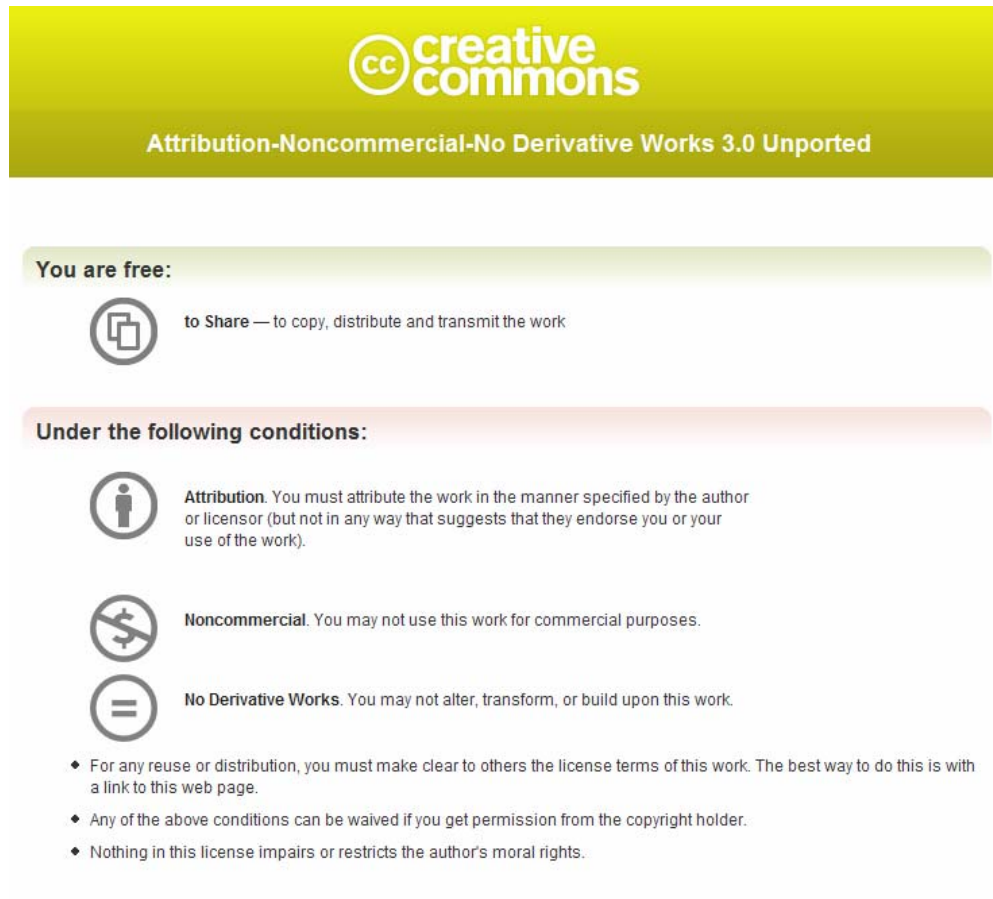 cc creative
commons
Attribution-Noncommercial-No Derivative Works 3.0 Unported
You are free:
to Share — to copy, distribute and transmit the work
Under the following conditions:
Attribution. You must attribute the work in the manner specified by the author
or licensor (but not in any way that suggests that they endorse you or your
use of the work).
$
Noncommercial. You may not use this work for commercial purposes.
=
No Derivative Works. You may not alter, transform, or build upon this work.
◆ For any reuse or distribution, you must make clear to others the license terms of this work. The best way to do this is with
a link to this web page.
◆ Any of the above conditions can be waived if you get permission from the copyright holder.
◆ Nothing in this license impairs or restricts the author's moral rights.